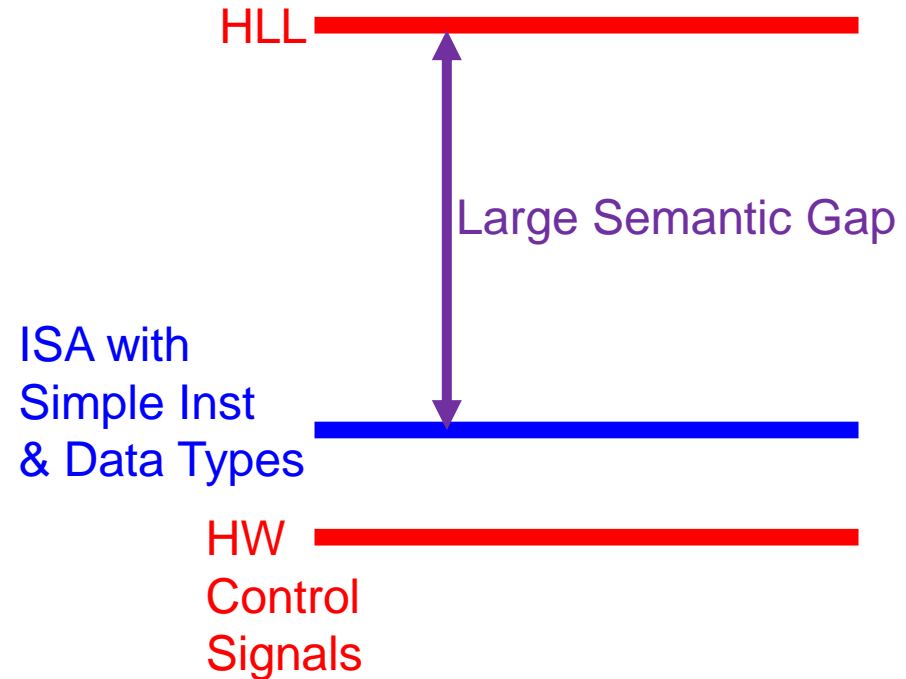 HLL
Large Semantic Gap
ISA with
Simple Inst
& Data Types
HW
Control
Signals